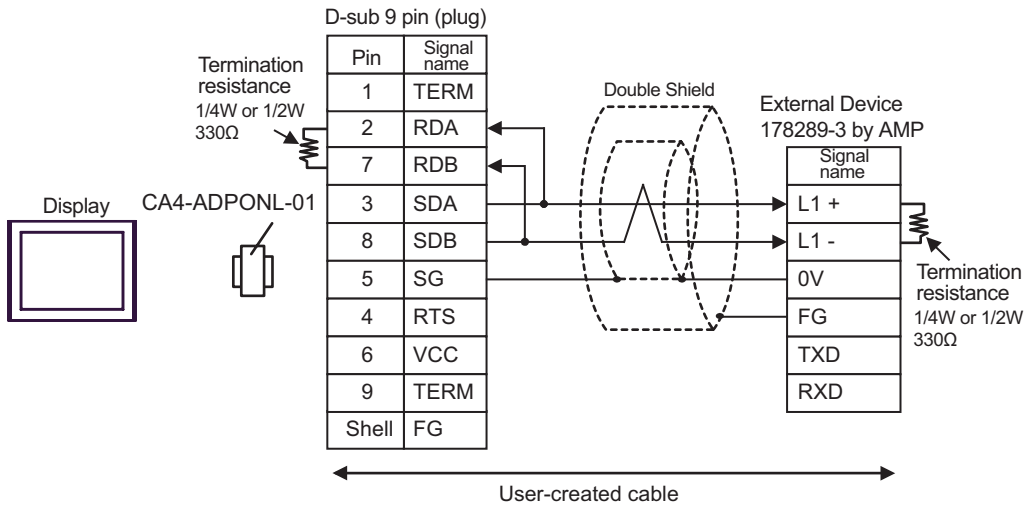 D-sub 9 pin (plug)
Pin Signal name
1 TERM
2 RDA
7 RDB
3 SDA
8 SDB
5 SG
4 RTS
6 VCC
9 TERM
Shell FG
Termination
resistance
1/4W or 1/2W
330Ω
Display
CA4-ADPONL-01
Double Shield
External Device
178289-3 by AMP
Signal
name
L1 +
L1 -
0V
FG
TXD
RXD
Termination
resistance
1/4W or 1/2W
330Ω
User-created cable